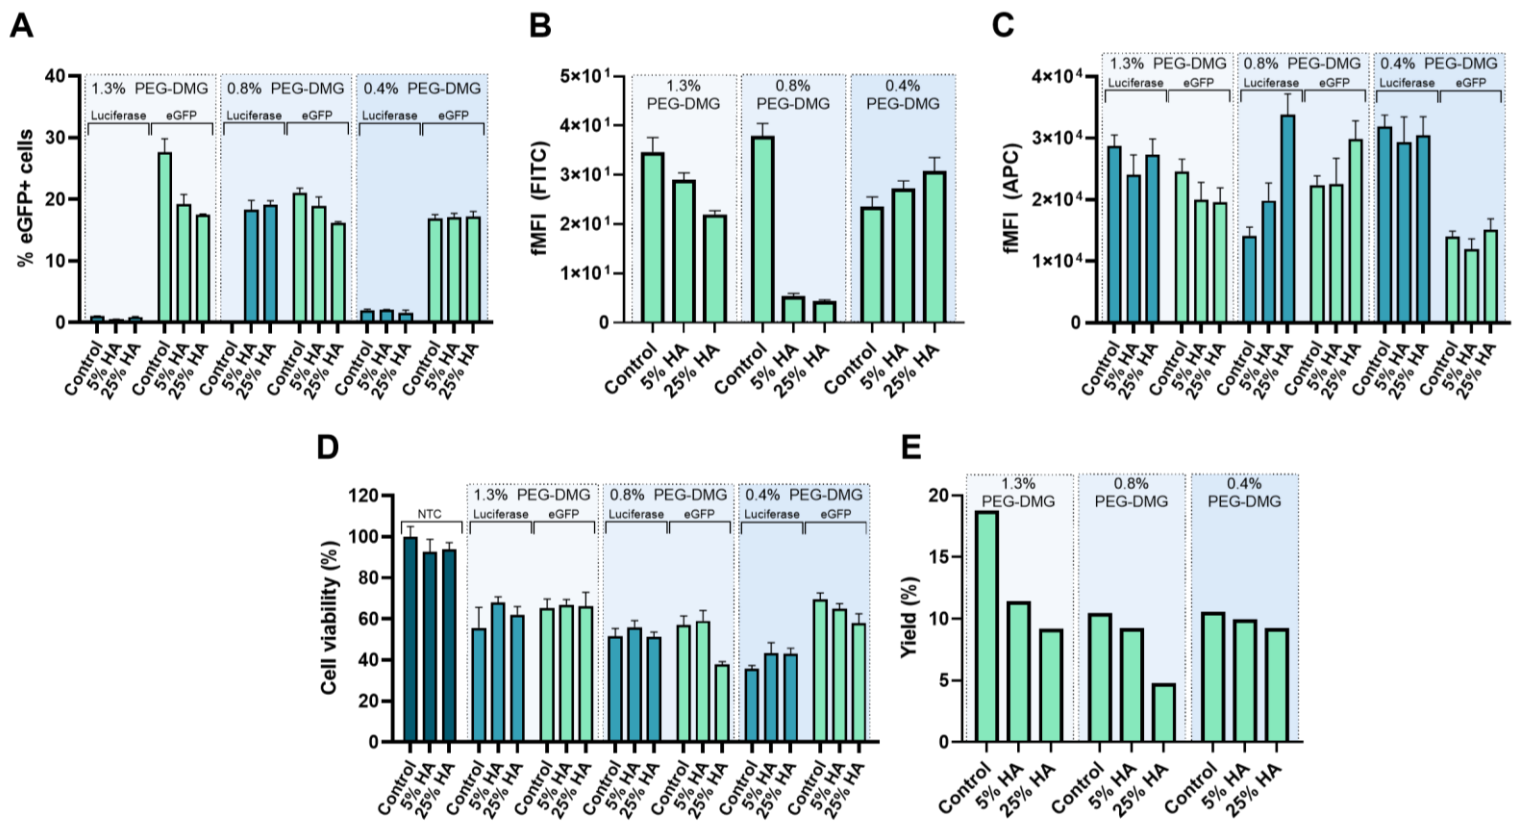 A
40
30
20
10
0
% eGFP+ cells
1.3% PEG-DMG
0.8% PEG-DMG
0.4% PEG-DMG
Luciferase
eGFP
Luciferase
eGFP
Luciferase
eGFP
Control
5% HA
25% HA
Control
5% HA
25% HA
Control
5% HA
25% HA
Control
5% HA
25% HA
Control
5% HA
25% HA
Control
5% HA
25% HA
B
5×10¹
4×10¹
3×10¹
2×10¹
1×10¹
0
fMFI (FITC)
1.3%
PEG-DMG
0.8%
PEG-DMG
0.4%
PEG-DMG
Control
5% HA
25% HA
Control
5% HA
25% HA
Control
5% HA
25% HA
C
4×10⁴
3×10⁴
2×10⁴
1×10⁴
0
fMFI (APC)
1.3% PEG-DMG
0.8% PEG-DMG
0.4% PEG-DMG
Luciferase
eGFP
Luciferase
eGFP
Luciferase
eGFP
Control
5% HA
25% HA
Control
5% HA
25% HA
Control
5% HA
25% HA
Control
5% HA
25% HA
Control
5% HA
25% HA
Control
5% HA
25% HA
D
120
100
80
60
40
20
0
Cell viability (%)
NTC
1.3% PEG-DMG
0.8% PEG-DMG
0.4% PEG-DMG
Luciferase
eGFP
Luciferase
eGFP
Luciferase
eGFP
Control
5% HA
25% HA
Control
5% HA
25% HA
Control
5% HA
25% HA
Control
5% HA
25% HA
Control
5% HA
25% HA
Control
5% HA
25% HA
Control
5% HA
25% HA
E
20
15
10
5
0
Yield (%)
1.3%
PEG-DMG
0.8%
PEG-DMG
0.4%
PEG-DMG
Control
5% HA
25% HA
Control
5% HA
25% HA
Control
5% HA
25% HA